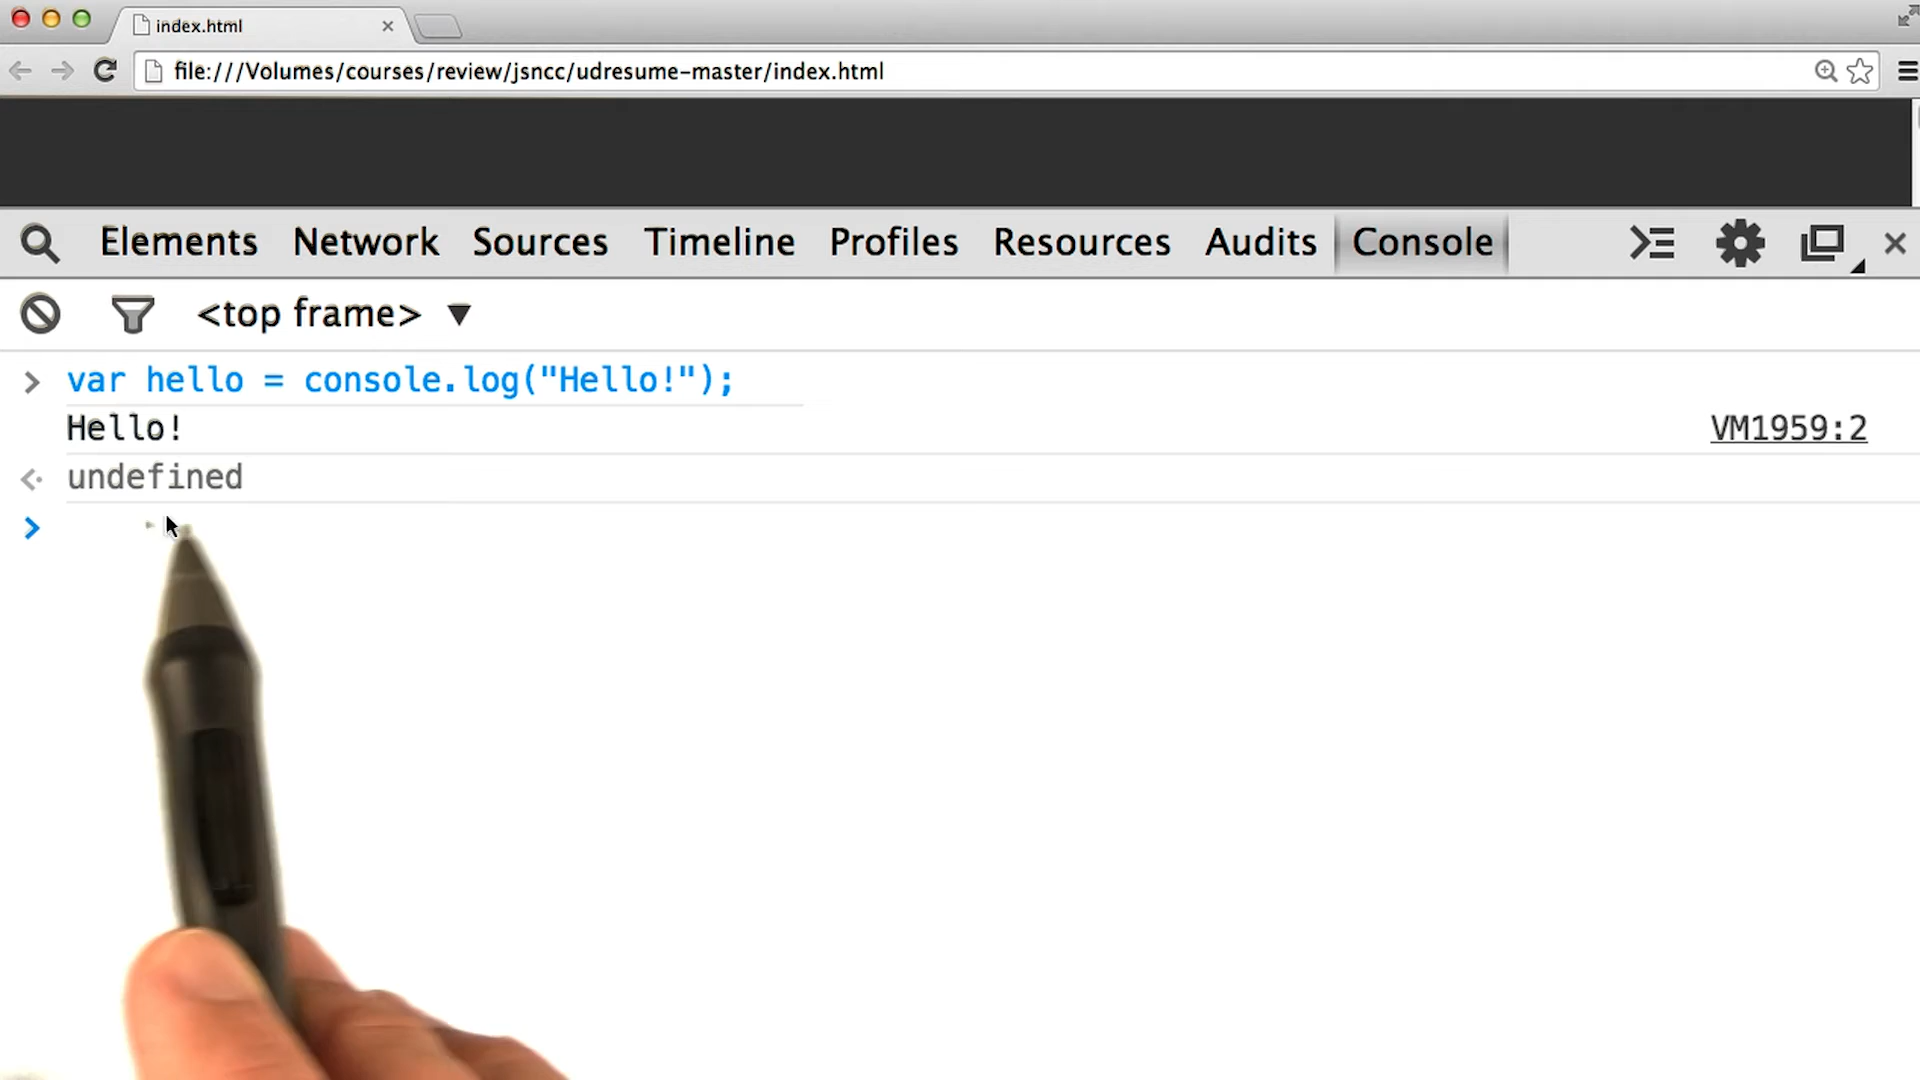 index.html
file:///Volumes/courses/review/jsncc/udresume-master/index.html
Elements Network Sources Timeline Profiles Resources Audits Console
<top frame>
var hello = console.log("Hello!");
Hello! VM1959:2
undefined